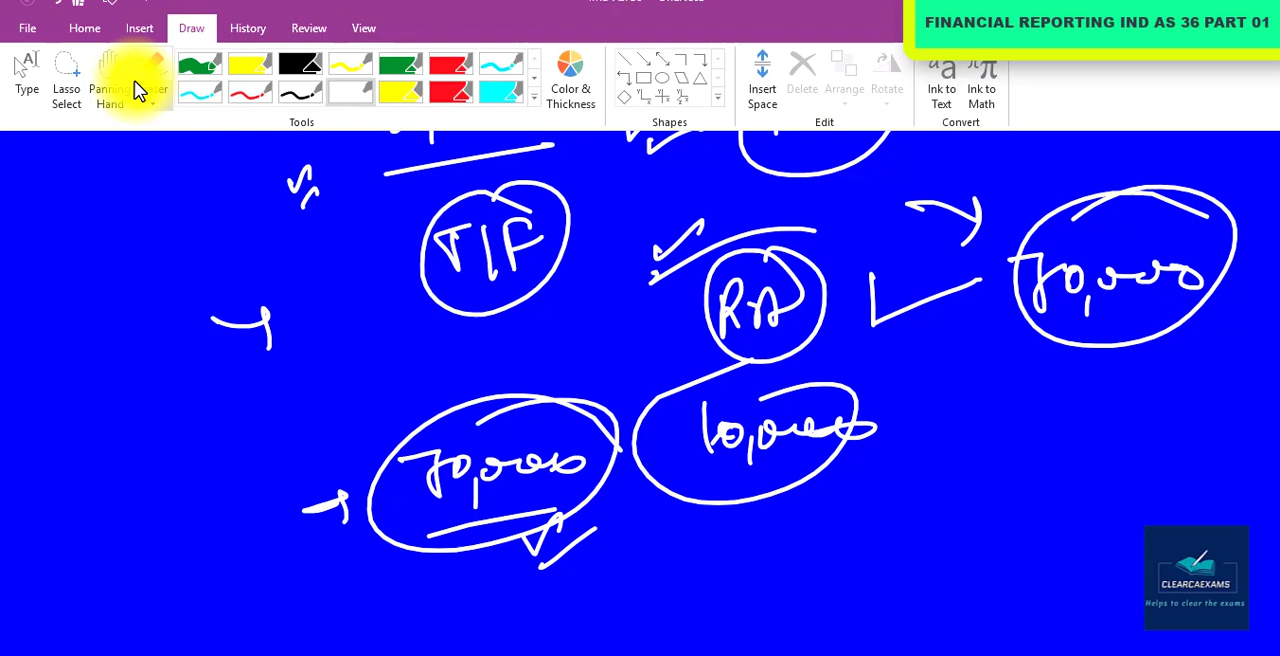 FINANCIAL REPORTING IND AS 36 PART 01
File Home Insert Draw History Review View
Type
Lasso Select
Panning Hand
Color & Thickness
Insert Space
Delete
Arrange
Rotate
Ink to Text
Ink to Math
Tools
Shapes
Edit
Convert
T/F
RA
70,000
70,000
10,000
CLEARCAEXAMS
Helps to clear the exams